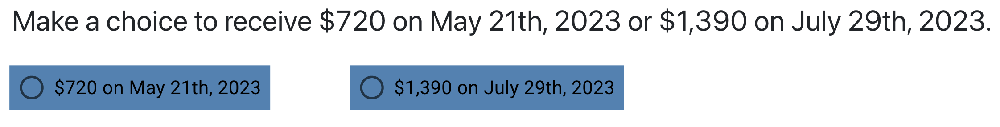 Make a choice to receive $720 on May 21th, 2023 or $1,390 on July 29th, 2023.
$720 on May 21th, 2023
$1,390 on July 29th, 2023